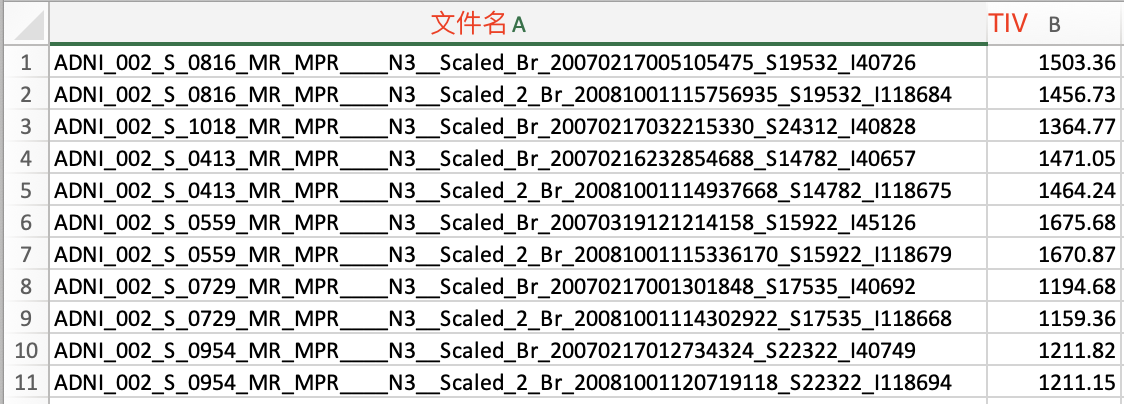 文件名 A TIV B
1 ADNI_002_S_0816_MR_MPR____N3__Scaled_Br_20070217005105475_S19532_I40726 1503.36
2 ADNI_002_S_0816_MR_MPR____N3__Scaled_2_Br_20081001115756935_S19532_I118684 1456.73
3 ADNI_002_S_1018_MR_MPR____N3__Scaled_Br_20070217032215330_S24312_I40828 1364.77
4 ADNI_002_S_0413_MR_MPR____N3__Scaled_Br_20070216232854688_S14782_I40657 1471.05
5 ADNI_002_S_0413_MR_MPR____N3__Scaled_2_Br_20081001114937668_S14782_I118675 1464.24
6 ADNI_002_S_0559_MR_MPR____N3__Scaled_Br_20070319121214158_S15922_I45126 1675.68
7 ADNI_002_S_0559_MR_MPR____N3__Scaled_2_Br_20081001115336170_S15922_I118679 1670.87
8 ADNI_002_S_0729_MR_MPR____N3__Scaled_Br_20070217001301848_S17535_I40692 1194.68
9 ADNI_002_S_0729_MR_MPR____N3__Scaled_2_Br_20081001114302922_S17535_I118668 1159.36
10 ADNI_002_S_0954_MR_MPR____N3__Scaled_Br_20070217012734324_S22322_I40749 1211.82
11 ADNI_002_S_0954_MR_MPR____N3__Scaled_2_Br_20081001120719118_S22322_I118694 1211.15